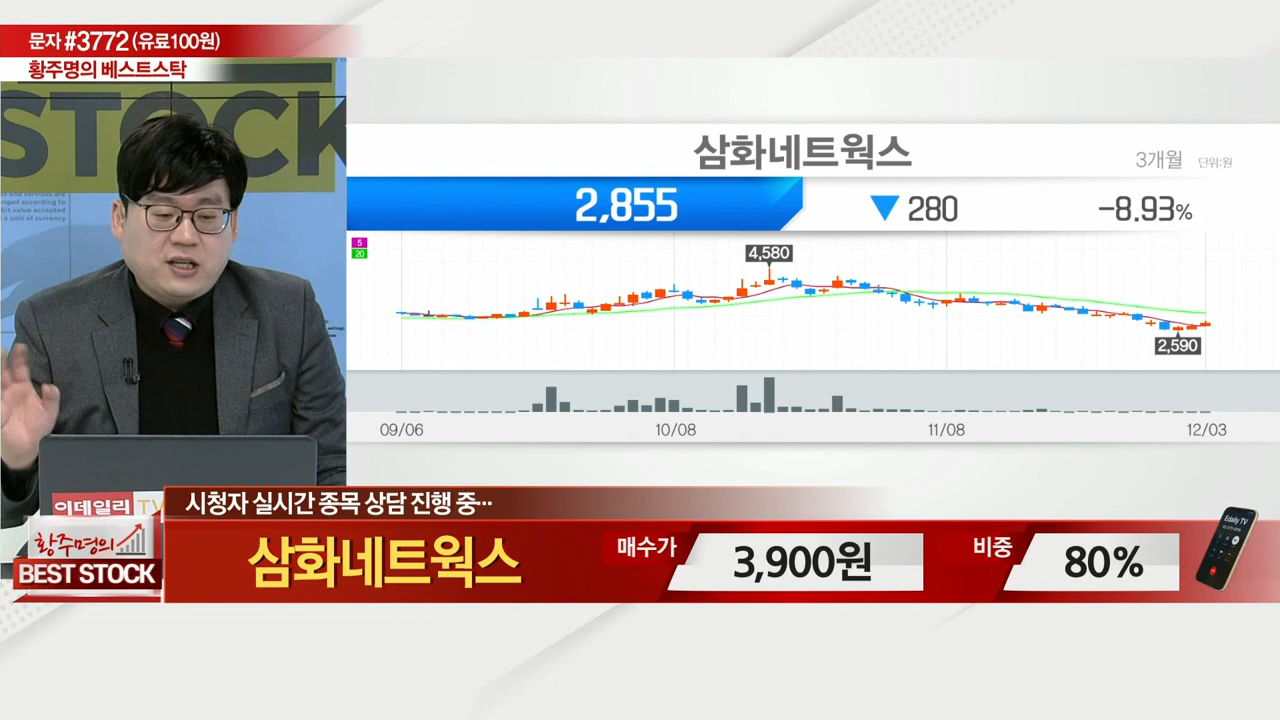 문자 #3772 (유료100원)
황주명의 베스트스탁
STOCK
삼화네트웍스
3개월 단위:원
2,855 ▼ 280 -8.93%
5
20
4,580
2,590
09/06 10/08 11/08 12/03
이데일리 TV
시청자 실시간 종목 상담 진행 중...
황주명의
BEST STOCK
삼화네트웍스
매수가 3,900원 비중 80%
Edaily TV